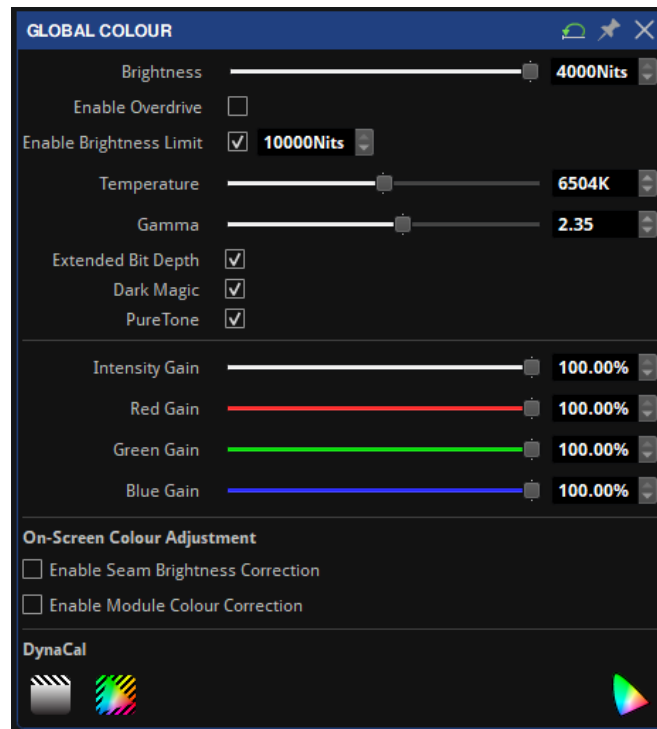 GLOBAL COLOUR
Brightness 4000Nits
Enable Overdrive
Enable Brightness Limit 10000Nits
Temperature 6504K
Gamma 2.35
Extended Bit Depth
Dark Magic
PureTone
Intensity Gain 100.00%
Red Gain 100.00%
Green Gain 100.00%
Blue Gain 100.00%
On-Screen Colour Adjustment
Enable Seam Brightness Correction
Enable Module Colour Correction
DynaCal